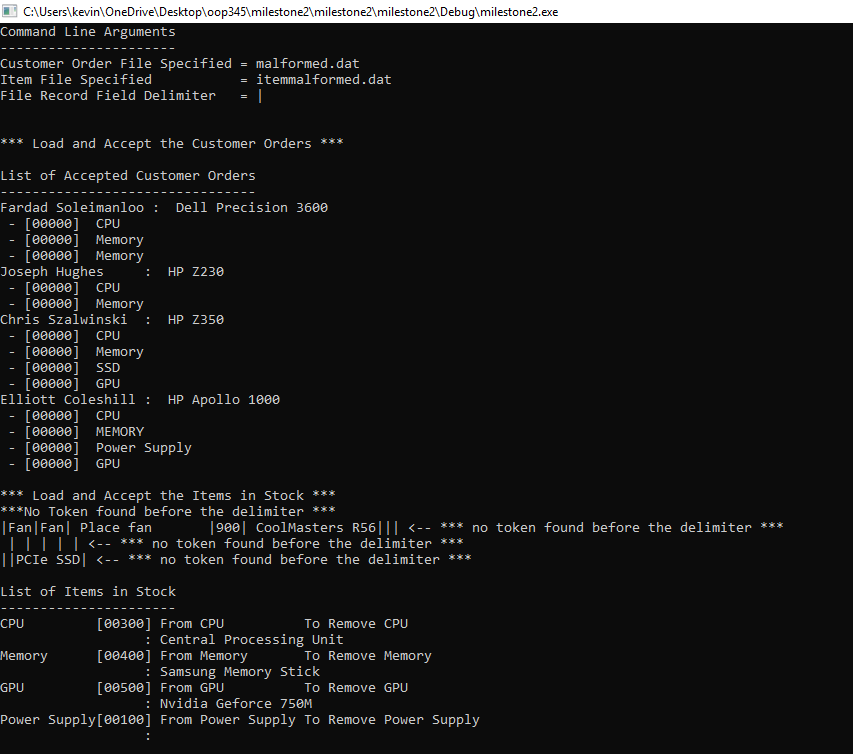 C:\Users\kevin\OneDrive\Desktop\oop345\milestone2\milestone2\milestone2\Debug\milestone2.exe
Command Line Arguments
----------------------
Customer Order File Specified = malformed.dat
Item File Specified           = itemmalformed.dat
File Record Field Delimiter   = |
*** Load and Accept the Customer Orders ***
List of Accepted Customer Orders
--------------------------------
Fardad Soleimanloo :  Dell Precision 3600
 - [00000]  CPU
 - [00000]  Memory
 - [00000]  Memory
Joseph Hughes     :  HP Z230
 - [00000]  CPU
 - [00000]  Memory
Chris Szalwinski  :  HP Z350
 - [00000]  CPU
 - [00000]  Memory
 - [00000]  SSD
 - [00000]  GPU
Elliott Coleshill :  HP Apollo 1000
 - [00000]  CPU
 - [00000]  MEMORY
 - [00000]  Power Supply
 - [00000]  GPU
*** Load and Accept the Items in Stock ***
***No Token found before the delimiter ***
|Fan|Fan| Place fan       |900| CoolMasters R56||| <-- *** no token found before the delimiter ***
 | | | | | <-- *** no token found before the delimiter ***
||PCIe SSD| <-- *** no token found before the delimiter ***
List of Items in Stock
----------------------
CPU         [00300] From CPU          To Remove CPU
                  : Central Processing Unit
Memory      [00400] From Memory       To Remove Memory
                  : Samsung Memory Stick
GPU         [00500] From GPU          To Remove GPU
                  : Nvidia Geforce 750M
Power Supply[00100] From Power Supply To Remove Power Supply
                  :